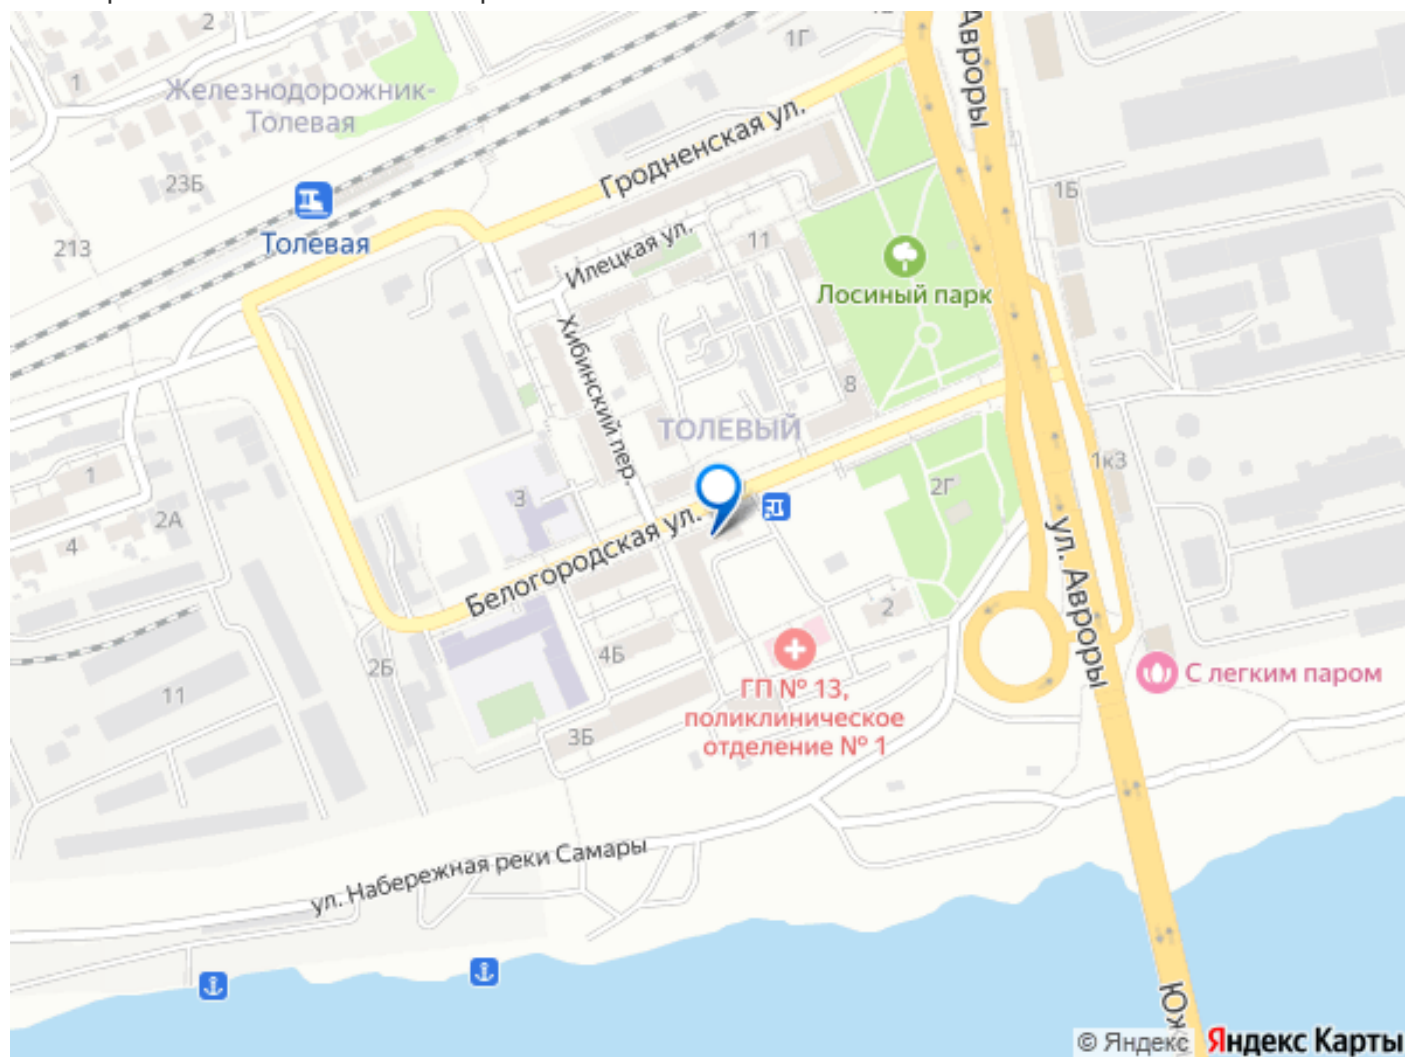 2
1Г
Авроры
1
Железнодорожник-
Толевая
Гродненская ул.
23Б
1Б
213
Толевая
Илецкая ул.
11
Лосиный парк
Хибинский пер.
8
ТОЛЕВЫЙ
1
3
2Г
1к3
2А
4
Белогородская ул.
ул. Авроры
2
4Б
2Б
11
ГП № 13,
поликлиническое
отделение № 1
С легким паром
3Б
ул. Набережная реки Самары
Юж
© Яндекс Яндекс Карты